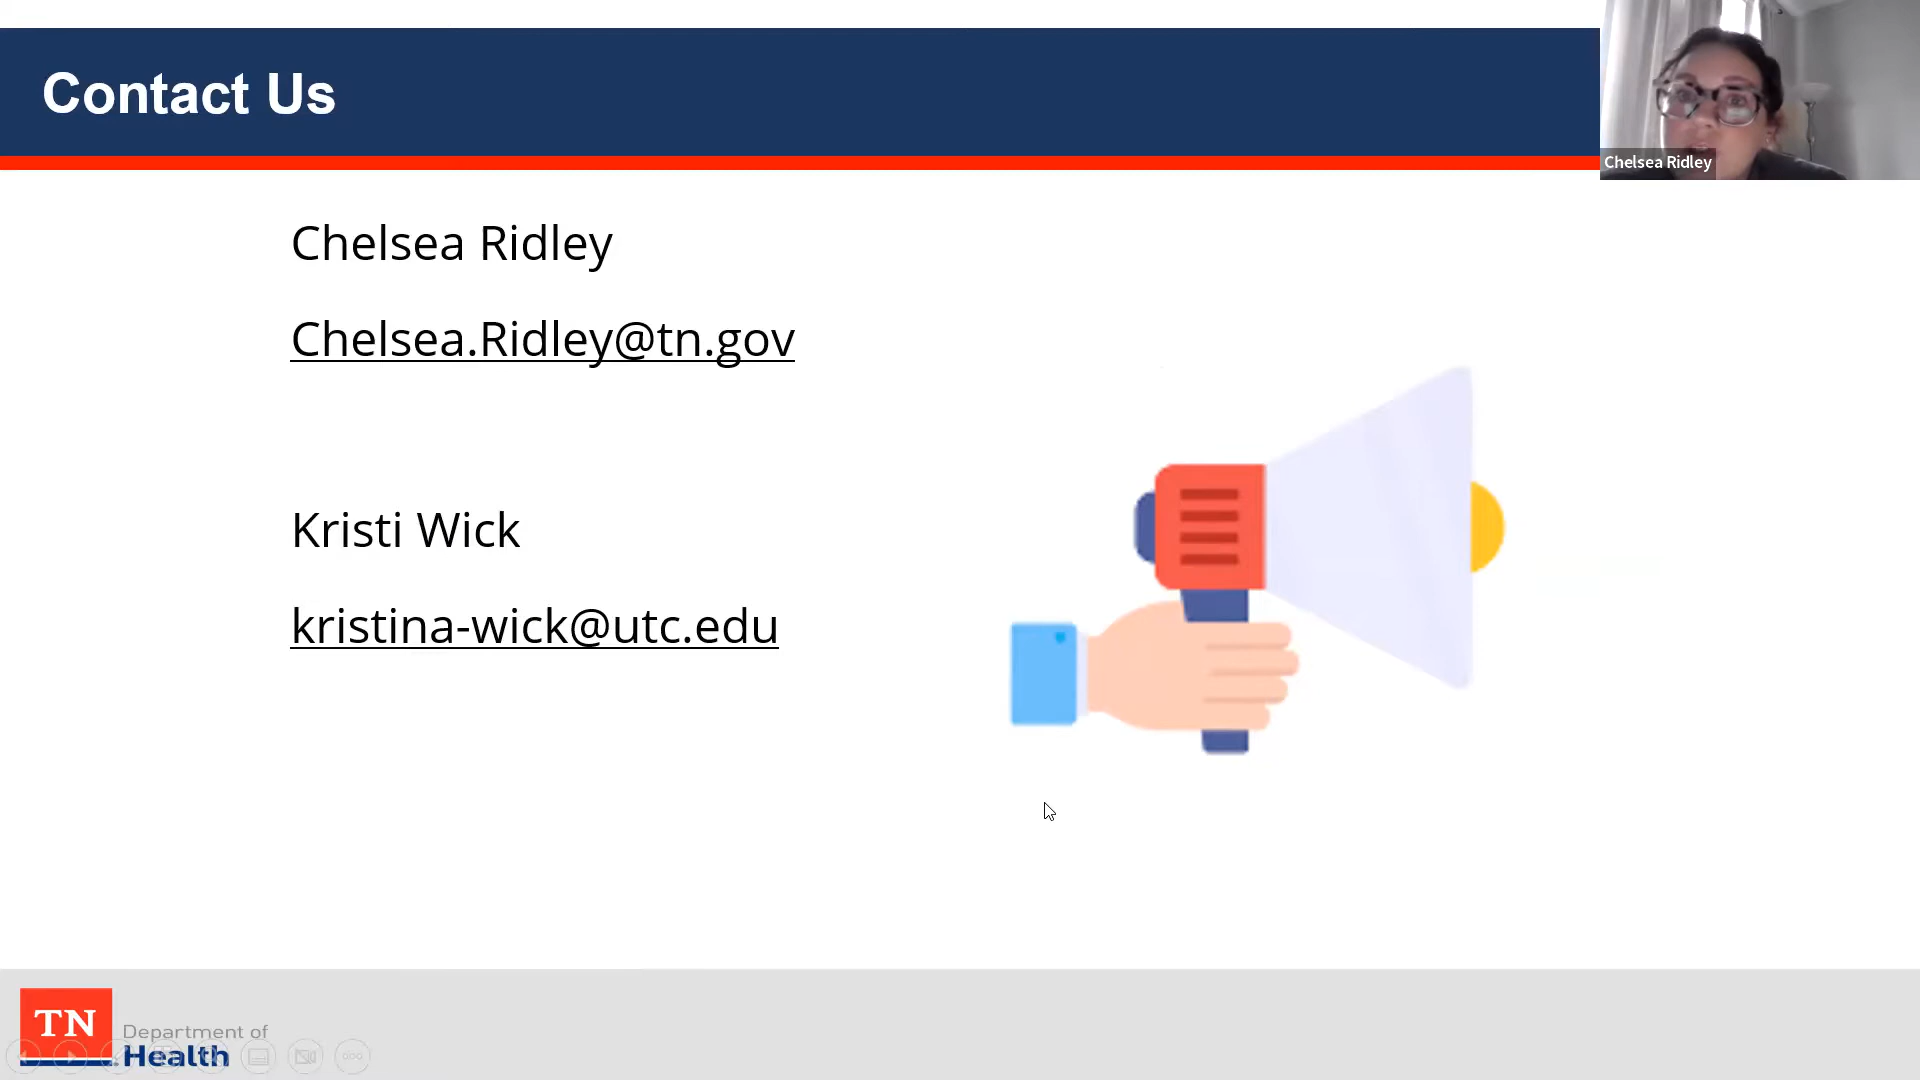 Contact Us
Chelsea Ridley
Chelsea Ridley
Chelsea.Ridley@tn.gov
Kristi Wick
kristina-wick@utc.edu
TN
Department of
Health